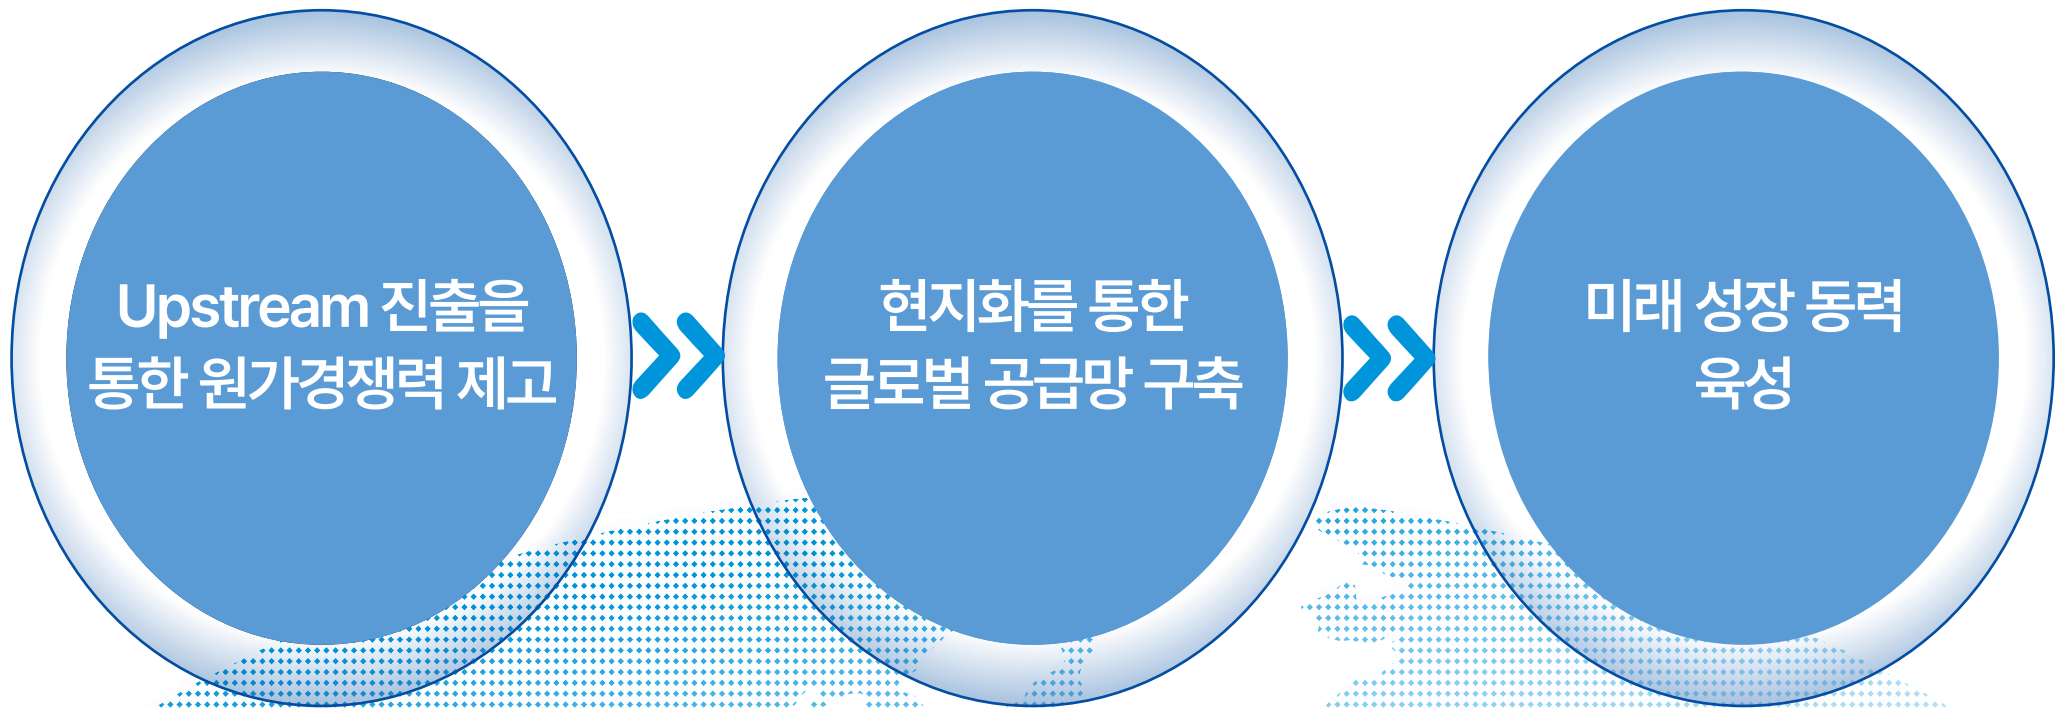 Upstream 진출을
통한 원가경쟁력 제고
현지화를 통한
글로벌 공급망 구축
미래 성장 동력
육성